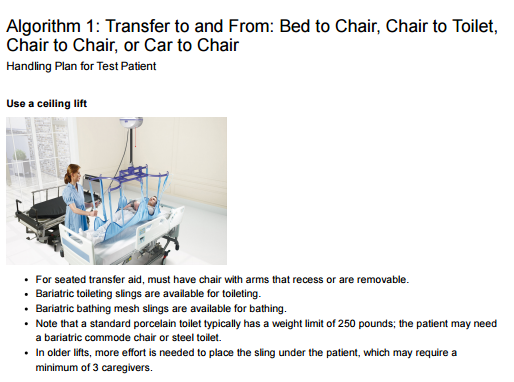 Algorithm 1: Transfer to and From: Bed to Chair, Chair to Toilet,
Chair to Chair, or Car to Chair
Handling Plan for Test Patient
Use a ceiling lift
• For seated transfer aid, must have chair with arms that recess or are removable.
• Bariatric toileting slings are available for toileting.
• Bariatric bathing mesh slings are available for bathing.
• Note that a standard porcelain toilet typically has a weight limit of 250 pounds; the patient may need
a bariatric commode chair or steel toilet.
• In older lifts, more effort is needed to place the sling under the patient, which may require a
minimum of 3 caregivers.